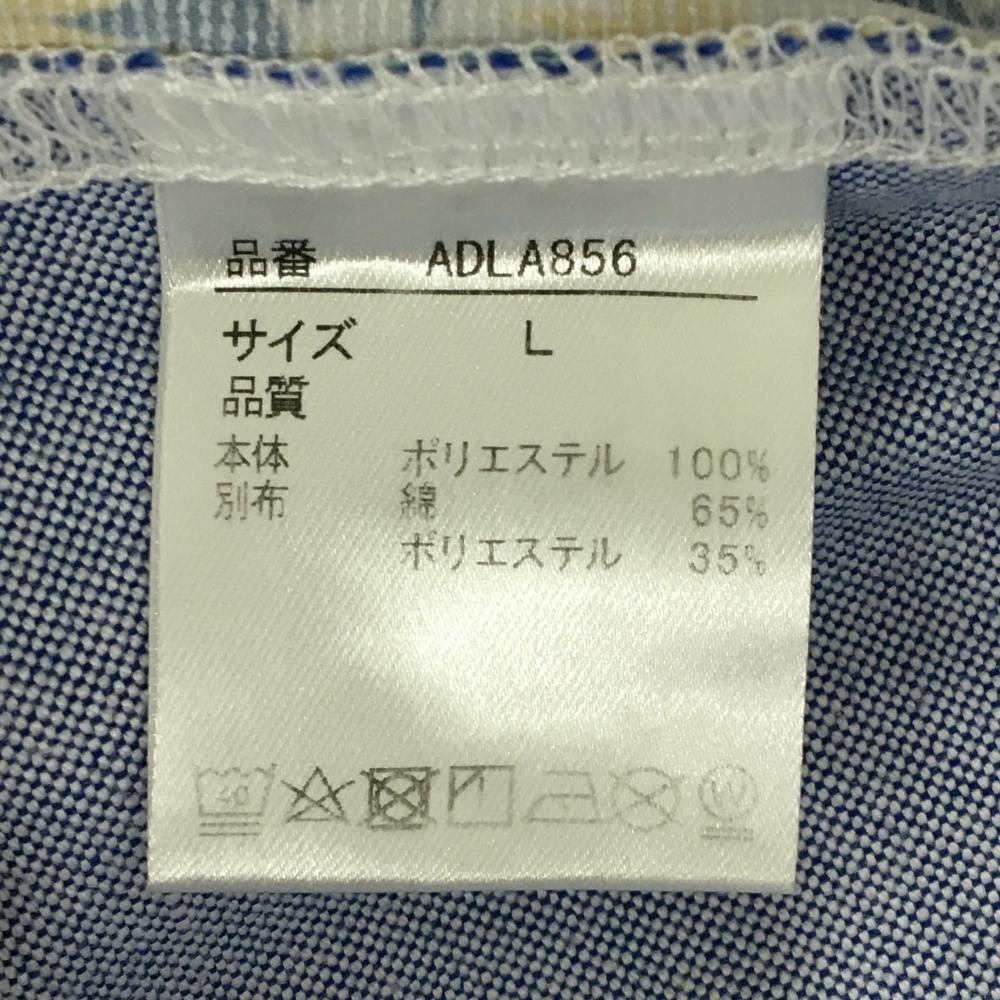 品番 ADLA856
サイズ L
品質
本体 ポリエステル 100%
別布 綿 65%
ポリエステル 35%
40 W